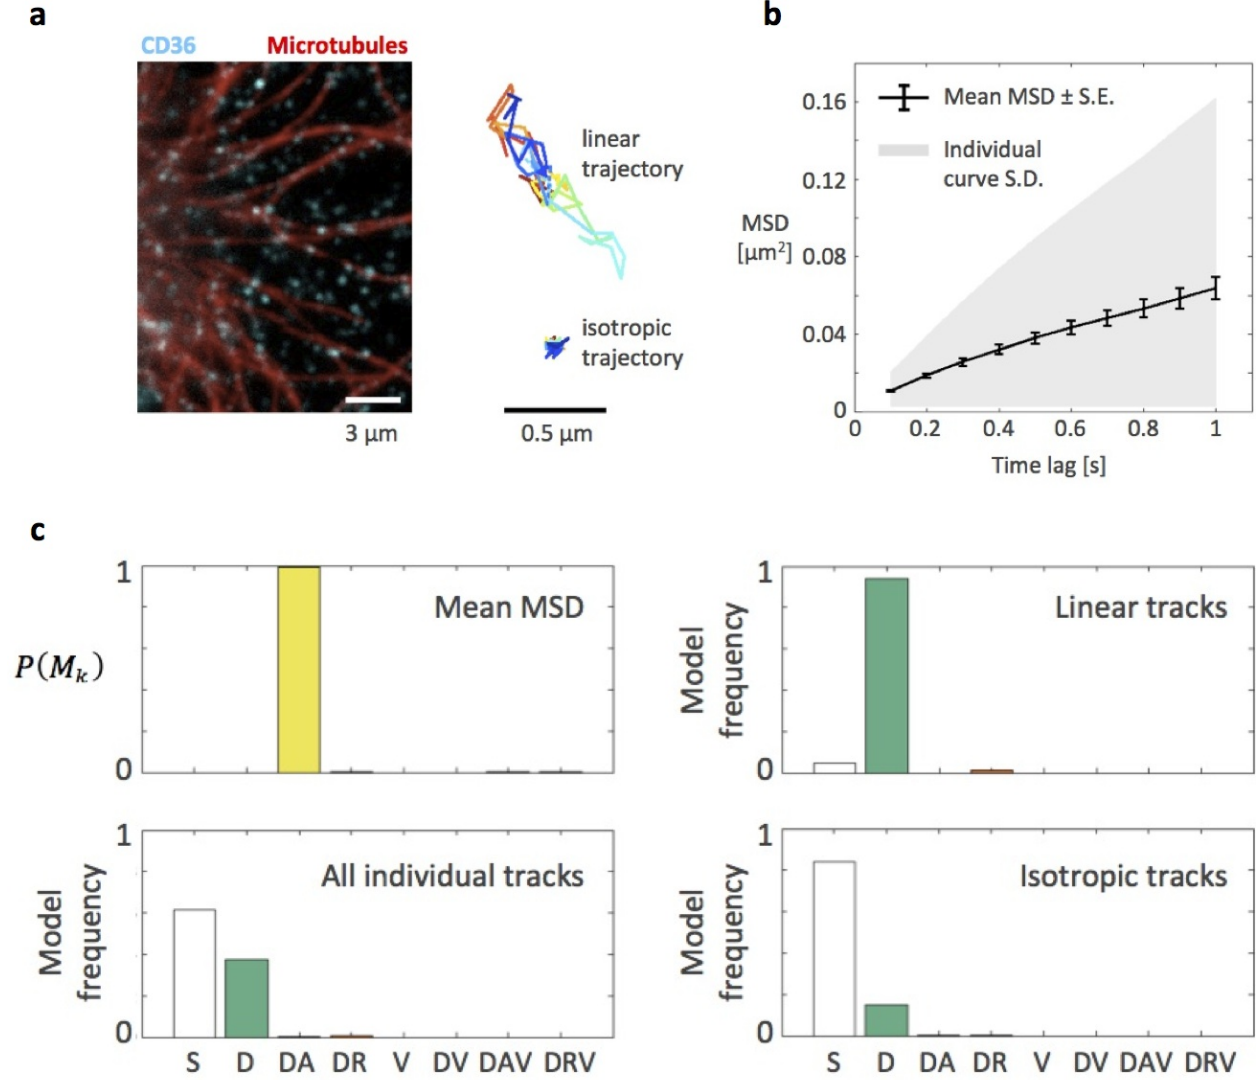 a
CD36 Microtubules
linear
trajectory
isotropic
trajectory
3 µm
0.5 µm
b
Mean MSD ± S.E.
Individual
curve S.D.
MSD
[µm²]
0.16
0.12
0.08
0.04
0
0 0.2 0.4 0.6 0.8 1
Time lag [s]
c
1
Mean MSD
P(Mₖ)
0
1
Linear tracks
Model
frequency
0
1
All individual tracks
Model
frequency
0
S D DA DR V DV DAV DRV
1
Isotropic tracks
Model
frequency
0
S D DA DR V DV DAV DRV